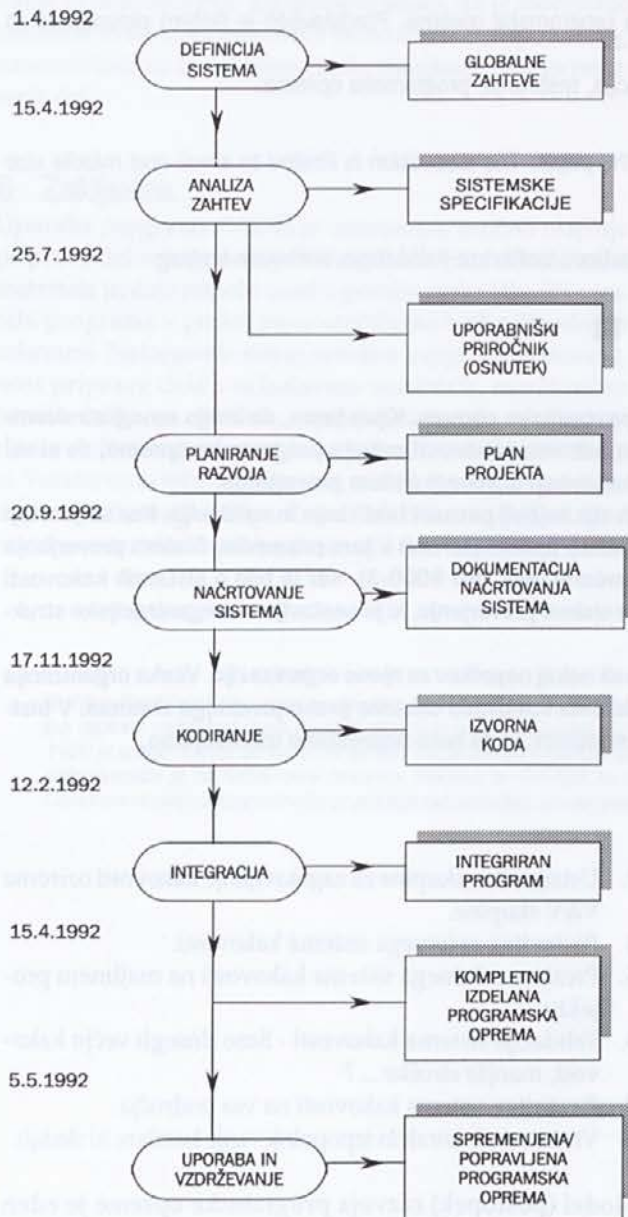 1.4.1992
DEFINICIJA
SISTEMA
GLOBALNE
ZAHTEVE
15.4.1992
ANALIZA
ZAHTEV
SISTEMSKE
SPECIFIKACIJE
25.7.1992
UPORABNIŠKI
PRIROČNIK
(OSNUTEK)
PLANIRANJE
RAZVOJA
PLAN
PROJEKTA
20.9.1992
NAČRTOVANJE
SISTEMA
DOKUMENTACIJA
NAČRTOVANJA
SISTEMA
17.11.1992
KODIRANJE
IZVORNA
KODA
12.2.1992
INTEGRACIJA
INTEGRIRAN
PROGRAM
15.4.1992
KOMPLETNO
IZDELANA
PROGRAMSKA
OPREMA
5.5.1992
UPORABA IN
VZDRŽEVANJE
SPREMENJENA/
POPRAVLJENA
PROGRAMSKA
OPREMA